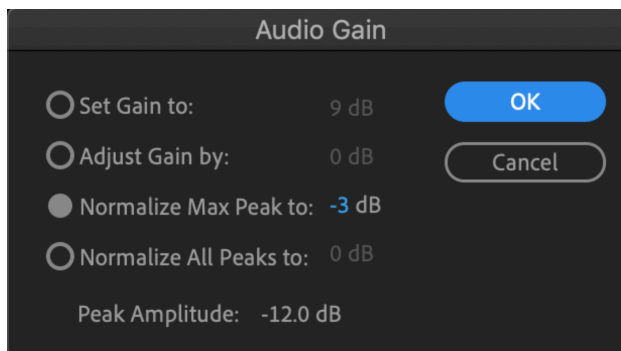 Audio Gain
Set Gain to: 9 dB OK
Adjust Gain by: 0 dB Cancel
Normalize Max Peak to: -3 dB
Normalize All Peaks to: 0 dB
Peak Amplitude: -12.0 dB